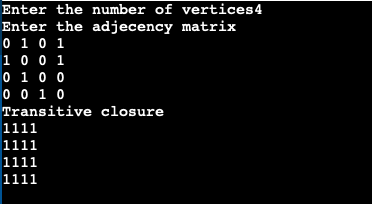 Enter the number of vertices4
Enter the adjecency matrix
0 1 0 1
1 0 0 1
0 1 0 0
0 0 1 0
Transitive closure
1111
1111
1111
1111